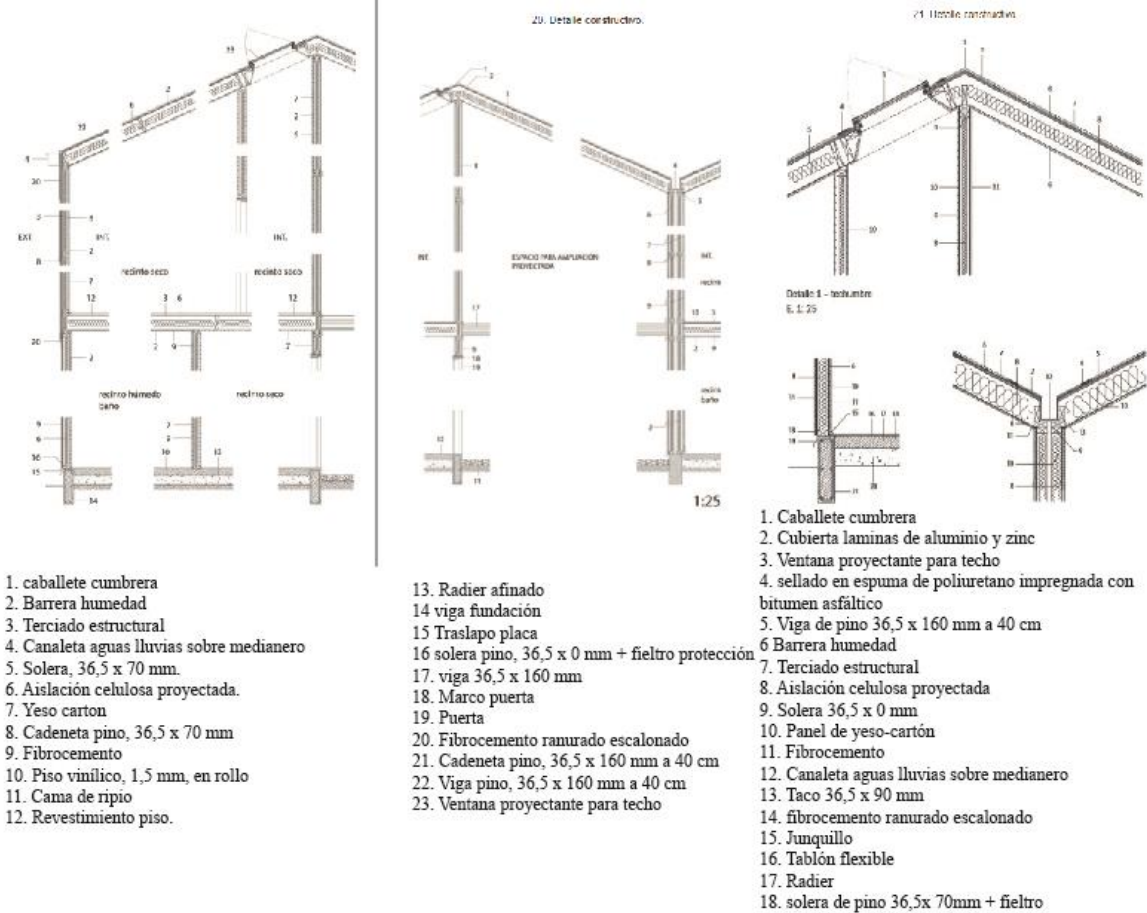 20. Detalle constructivo.
21. Detalle constructivo
EXT
INT.
INT.
recinto seco
recinto seco
recinto húmedo
baño
recinto seco
INT.
ESPACIO PARA AMPLIACIÓN
PROYECTADA
INT.
baño
1:25
Detalle 1 - techumbre
E. 1: 25
1. caballete cumbrera
2. Barrera humedad
3. Terciado estructural
4. Canaleta aguas lluvias sobre medianero
5. Solera, 36,5 x 70 mm.
6. Aislación celulosa proyectada.
7. Yeso carton
8. Cadeneta pino, 36,5 x 70 mm
9. Fibrocemento
10. Piso vinílico, 1,5 mm, en rollo
11. Cama de ripio
12. Revestimiento piso.
13. Radier afinado
14 viga fundación
15 Traslapo placa
16 solera pino, 36,5 x 0 mm + fieltro protección
17. viga 36,5 x 160 mm
18. Marco puerta
19. Puerta
20. Fibrocemento ranurado escalonado
21. Cadeneta pino, 36,5 x 160 mm a 40 cm
22. Viga pino, 36,5 x 160 mm a 40 cm
23. Ventana proyectante para techo
1. Caballete cumbrera
2. Cubierta laminas de aluminio y zinc
3. Ventana proyectante para techo
4. sellado en espuma de poliuretano impregnada con
bitumen asfáltico
5. Viga de pino 36,5 x 160 mm a 40 cm
6 Barrera humedad
7. Terciado estructural
8. Aislación celulosa proyectada
9. Solera 36,5 x 0 mm
10. Panel de yeso-cartón
11. Fibrocemento
12. Canaleta aguas lluvias sobre medianero
13. Taco 36,5 x 90 mm
14. fibrocemento ranurado escalonado
15. Junquillo
16. Tablón flexible
17. Radier
18. solera de pino 36,5x 70mm + fieltro